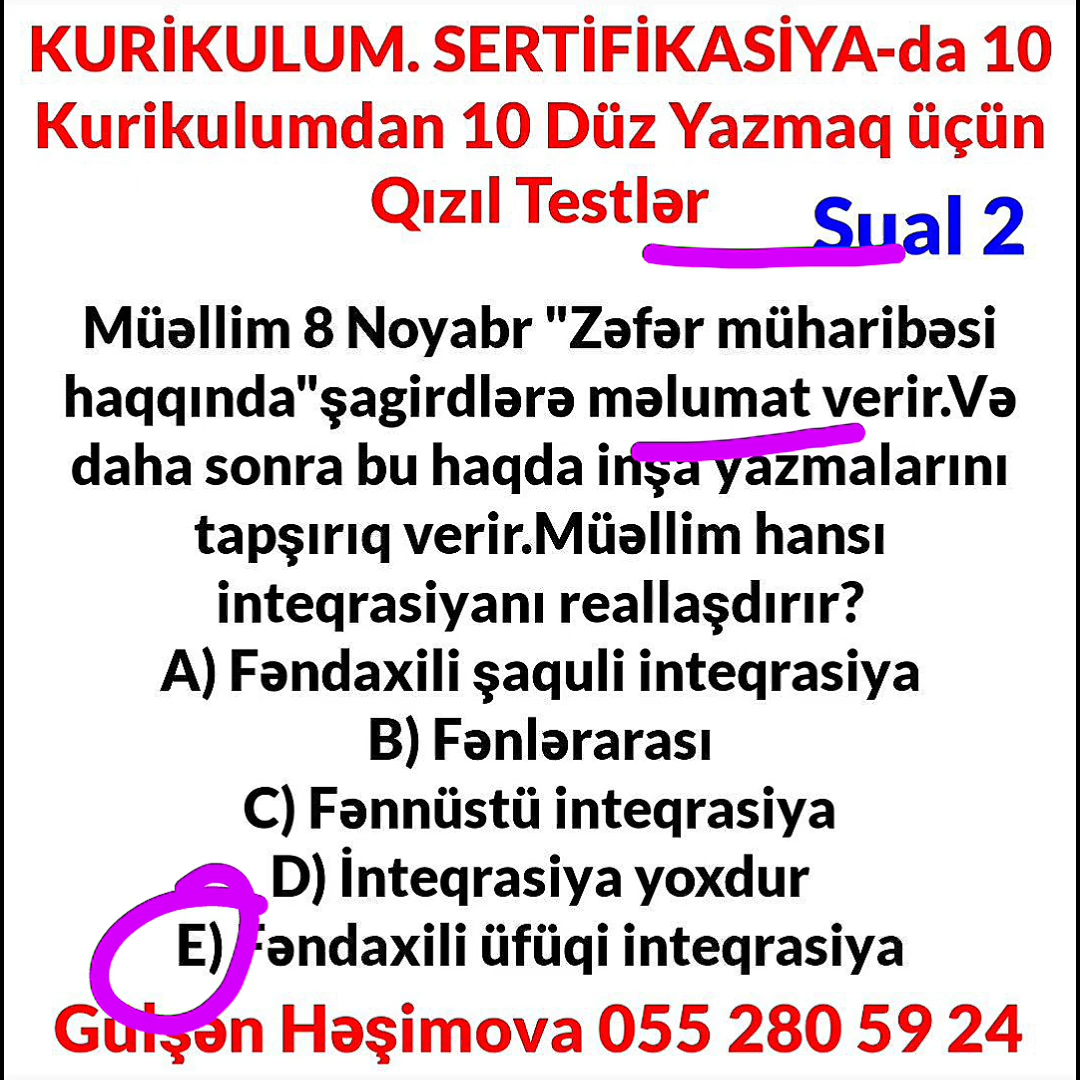 KURİKULUM. SERTİFİKASİYA-da 10
Kurikulumdan 10 Düz Yazmaq üçün
Qızıl Testlər
Sual 2
Müəllim 8 Noyabr "Zəfər müharibəsi
haqqında"şagirdlərə məlumat verir.Və
daha sonra bu haqda inşa yazmalarını
tapşırıq verir.Müəllim hansı
inteqrasiyanı reallaşdırır?
A) Fəndaxili şaquli inteqrasiya
B) Fənlərarası
C) Fənnüstü inteqrasiya
D) İnteqrasiya yoxdur
E) Fəndaxili üfüqi inteqrasiya
Gülşən Həşimova 055 280 59 24